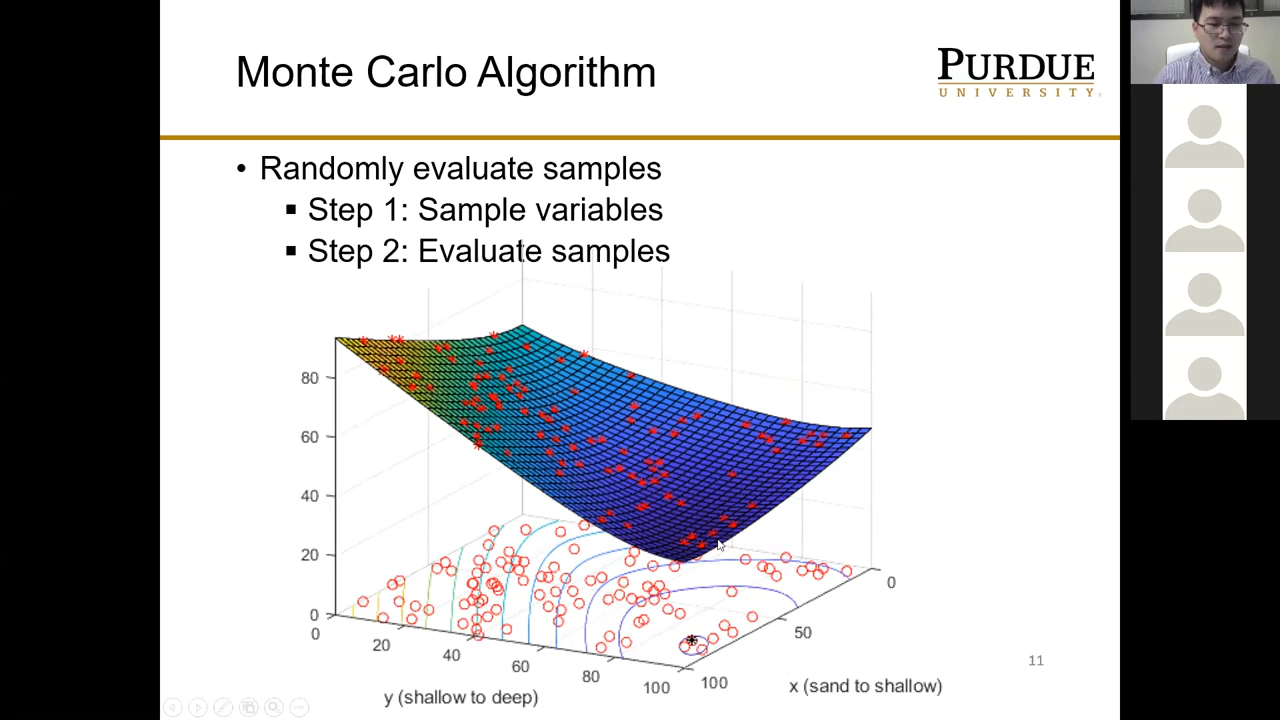 Monte Carlo Algorithm
PURDUE
UNIVERSITY
• Randomly evaluate samples
▪ Step 1: Sample variables
▪ Step 2: Evaluate samples
80
60
40
20
0
0
20
40
60
80
100
100
50
0
y (shallow to deep)
x (sand to shallow)
11